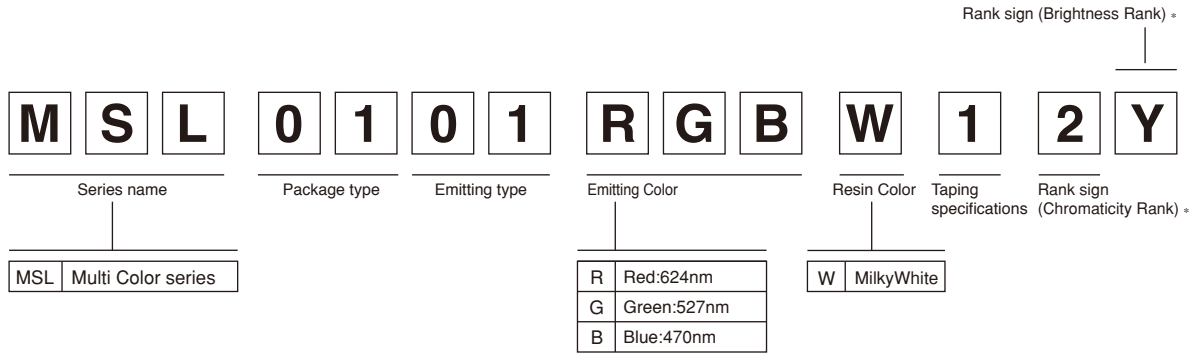 Rank sign (Brightness Rank) *
M S L 0 1 0 1 R G B W 1 2 Y
Series name
Package type
Emitting type
Emitting Color
Resin Color
Taping
specifications
Rank sign
(Chromaticity Rank) *
MSL Multi Color series
R Red:624nm
G Green:527nm
B Blue:470nm
W MilkyWhite